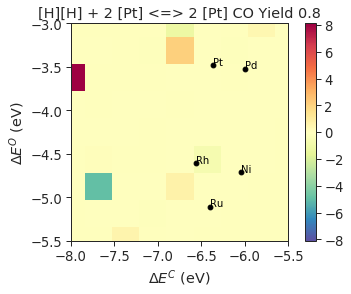 [H][H] + 2 [Pt] <=> 2 [Pt] CO Yield 0.8
−3.0
−3.5
−4.0
−4.5
−5.0
−5.5
ΔE^O (eV)
Pt
Pd
Rh
Ni
Ru
−8.0 −7.5 −7.0 −6.5 −6.0 −5.5
ΔE^C (eV)
8
6
4
2
0
−2
−4
−6
−8